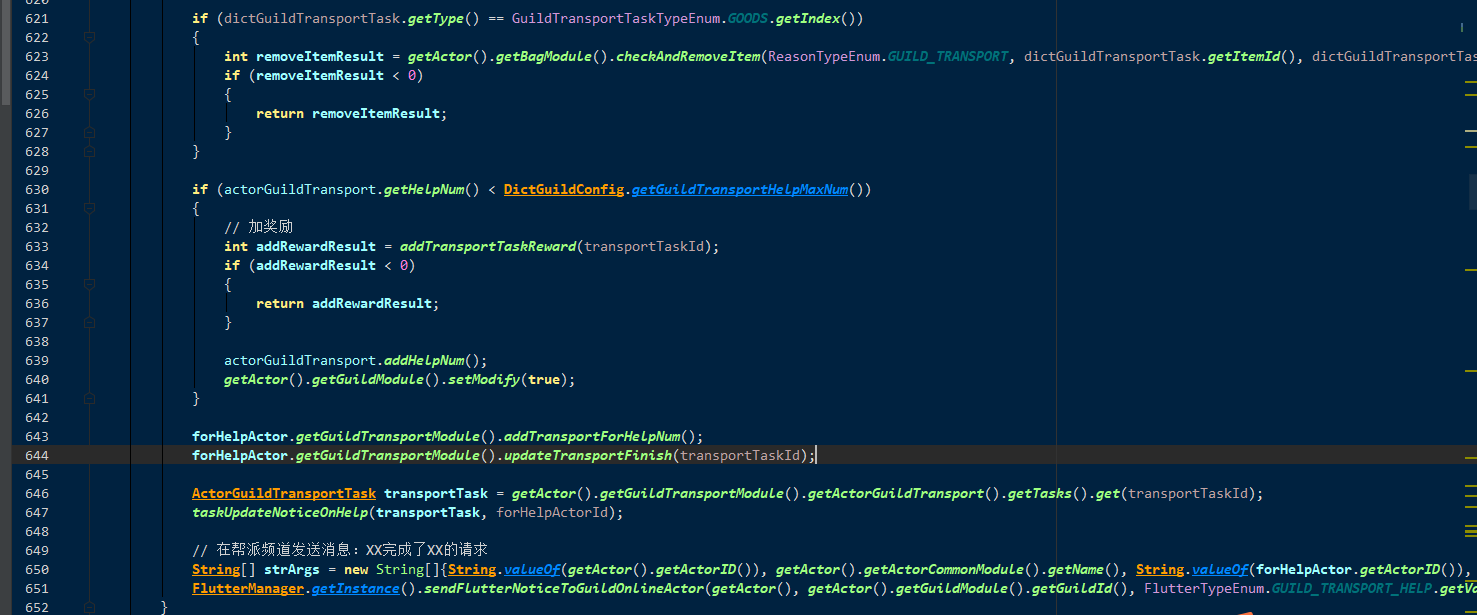 621 if (dictGuildTransportTask.getType() == GuildTransportTaskTypeEnum.GOODS.getIndex())
622 {
623 int removeItemResult = getActor().getBagModule().checkAndRemoveItem(ReasonTypeEnum.GUILD_TRANSPORT, dictGuildTransportTask.getItemId(), dictGuildTransportTas
624 if (removeItemResult < 0)
625 {
626 return removeItemResult;
627 }
628 }
629
630 if (actorGuildTransport.getHelpNum() < DictGuildConfig.getGuildTransportHelpMaxNum())
631 {
632 // 加奖励
633 int addRewardResult = addTransportTaskReward(transportTaskId);
634 if (addRewardResult < 0)
635 {
636 return addRewardResult;
637 }
638
639 actorGuildTransport.addHelpNum();
640 getActor().getGuildModule().setModify(true);
641 }
642
643 forHelpActor.getGuildTransportModule().addTransportForHelpNum();
644 forHelpActor.getGuildTransportModule().updateTransportFinish(transportTaskId);
645
646 ActorGuildTransportTask transportTask = getActor().getGuildTransportModule().getActorGuildTransport().getTasks().get(transportTaskId);
647 taskUpdateNoticeOnHelp(transportTask, forHelpActorId);
648
649 // 在帮派频道发送消息：XX完成了XX的请求
650 String[] strArgs = new String[]{String.valueOf(getActor().getActorID()), getActor().getActorCommonModule().getName(), String.valueOf(forHelpActor.getActorID()),
651 FlutterManager.getInstance().sendFlutterNoticeToGuildOnlineActor(getActor(), getActor().getGuildModule().getGuildId(), FlutterTypeEnum.GUILD_TRANSPORT_HELP.getV
652 }